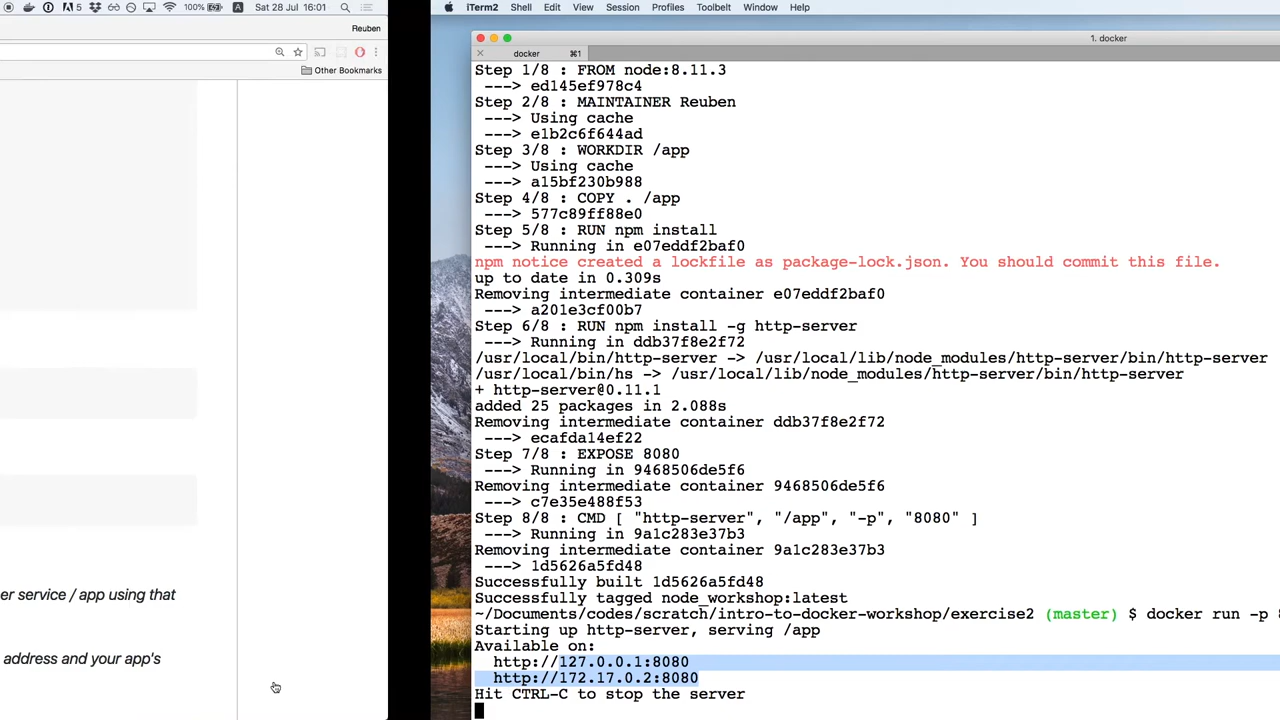 100%
Sat 28 Jul 16:01
Reuben
Other Bookmarks
er service / app using that
address and your app's
iTerm2 Shell Edit View Session Profiles Toolbelt Window Help
1. docker
docker ⌘1
Step 1/8 : FROM node:8.11.3
---> ed145ef978c4
Step 2/8 : MAINTAINER Reuben
---> Using cache
---> e1b2c6f644ad
Step 3/8 : WORKDIR /app
---> Using cache
---> a15bf230b988
Step 4/8 : COPY . /app
---> 577c89ff88e0
Step 5/8 : RUN npm install
---> Running in e07eddf2baf0
npm notice created a lockfile as package-lock.json. You should commit this file.
up to date in 0.309s
Removing intermediate container e07eddf2baf0
---> a201e3cf00b7
Step 6/8 : RUN npm install -g http-server
---> Running in ddb37f8e2f72
/usr/local/bin/http-server -> /usr/local/lib/node_modules/http-server/bin/http-server
/usr/local/bin/hs -> /usr/local/lib/node_modules/http-server/bin/http-server
+ http-server@0.11.1
added 25 packages in 2.088s
Removing intermediate container ddb37f8e2f72
---> ecafda14ef22
Step 7/8 : EXPOSE 8080
---> Running in 9468506de5f6
Removing intermediate container 9468506de5f6
---> c7e35e488f53
Step 8/8 : CMD [ "http-server", "/app", "-p", "8080" ]
---> Running in 9a1c283e37b3
Removing intermediate container 9a1c283e37b3
---> 1d5626a5fd48
Successfully built 1d5626a5fd48
Successfully tagged node_workshop:latest
~/Documents/codes/scratch/intro-to-docker-workshop/exercise2 (master) $ docker run -p
Starting up http-server, serving /app
Available on:
http://127.0.0.1:8080
http://172.17.0.2:8080
Hit CTRL-C to stop the server